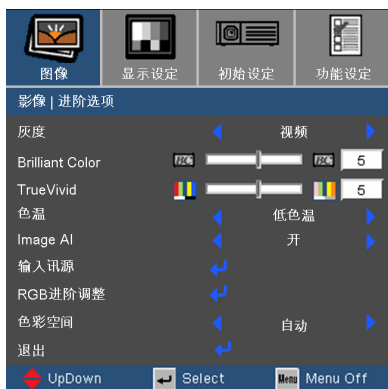 图像 显示设定 初始设定 功能设定
影像 | 进阶选项
灰度 视频
Brilliant Color BC BC 5
TrueVivid 5
色温 低色温
Image AI 开
输入讯源
RGB进阶调整
色彩空间 自动
退出
UpDown Select Menu Menu Off